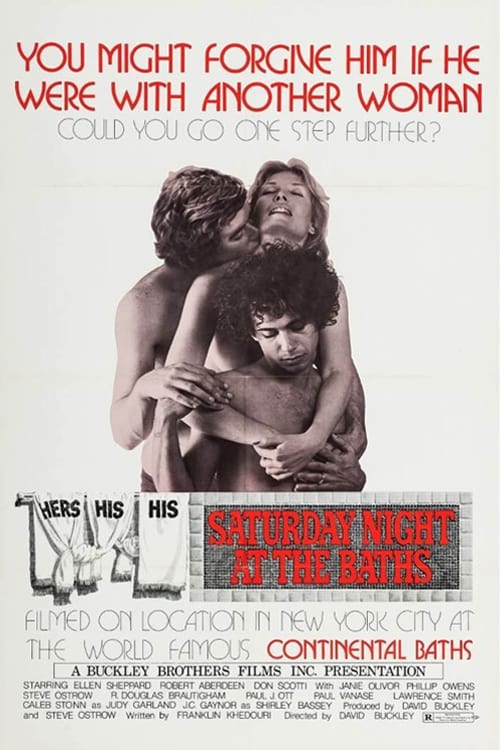 YOU MIGHT FORGIVE HIM IF HE
WERE WITH ANOTHER WOMAN
COULD YOU GO ONE STEP FURTHER?
HERS HIS HIS
SATURDAY NIGHT
AT THE BATHS
FILMED ON LOCATION IN NEW YORK CITY AT
THE WORLD FAMOUS CONTINENTAL BATHS
A BUCKLEY BROTHERS FILMS INC. PRESENTATION
STARRING ELLEN SHEPPARD ROBERT ABERDEEN DON SCOTTI With JANIE OLIVOR PHILLIP OWENS
STEVE OSTROW R. DOUGLAS BRAUTIGHAM PAUL J. OTT PAUL VANASE LAWRENCE SMITH
CALEB STONN as JUDY GARLAND J.C. GAYNOR as SHIRLEY BASSEY Produced by DAVID BUCKLEY
and STEVE OSTROW Written by FRANKLIN KHEDOURI Directed by DAVID BUCKLEY R